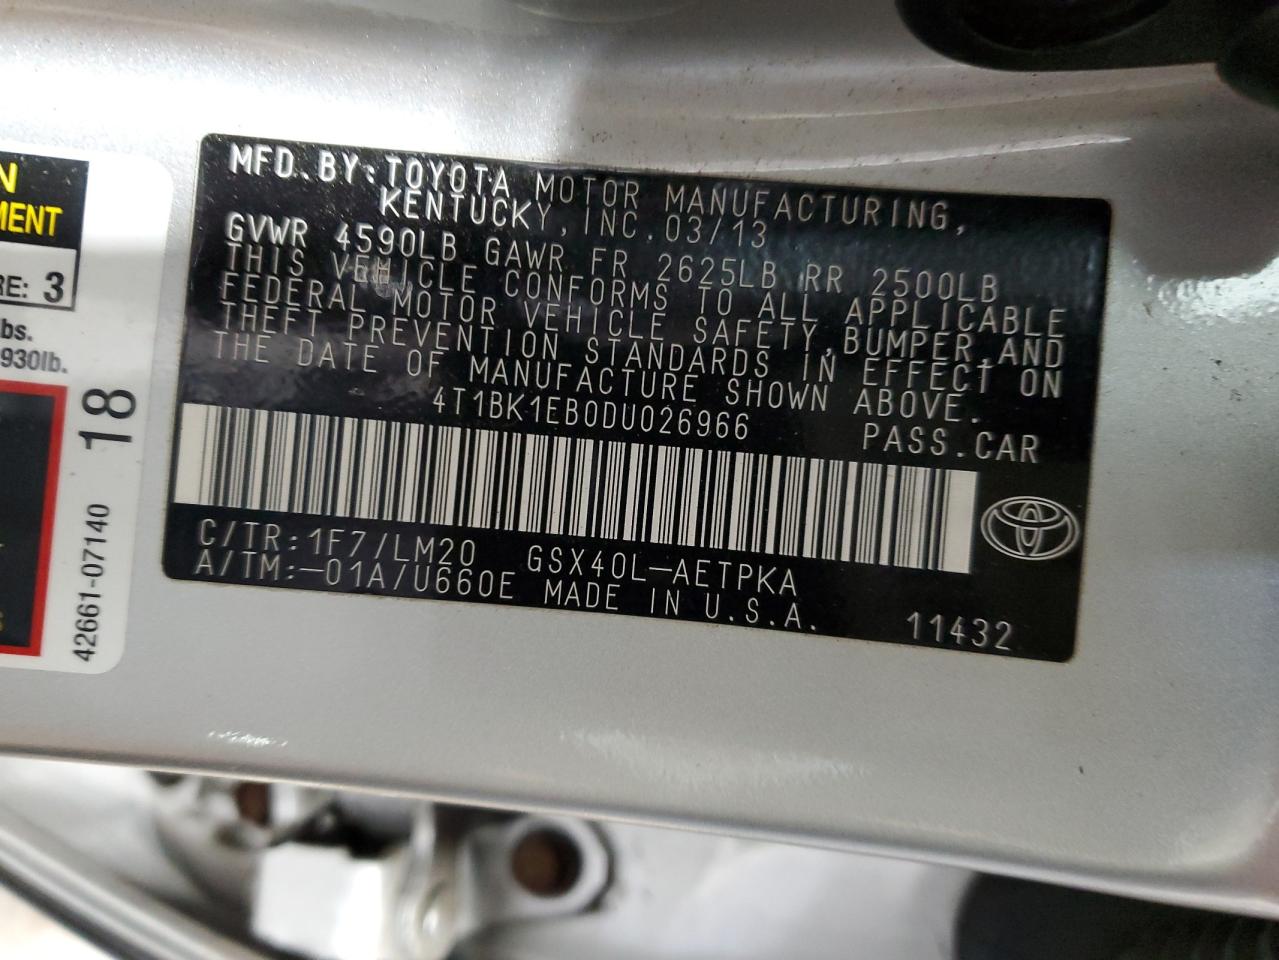 MFD.BY:TOYOTA MOTOR MANUFACTURING,
KENTUCKY,INC.03/13
GVWR 4590LB GAWR FR 2625LB RR 2500LB
THIS VEHICLE CONFORMS TO ALL APPLICABLE
FEDERAL MOTOR VEHICLE SAFETY,BUMPER,AND
THEFT PREVENTION STANDARDS IN EFFECT ON
THE DATE OF MANUFACTURE SHOWN ABOVE.
4T1BK1EB0DU026966 PASS.CAR
C/TR:1F7/LM20 GSX40L-AETPKA
A/TM:-01A/U660E MADE IN U.S.A.
11432
N
MENT
RE: 3
lbs.
930lb.
18
42661-07140